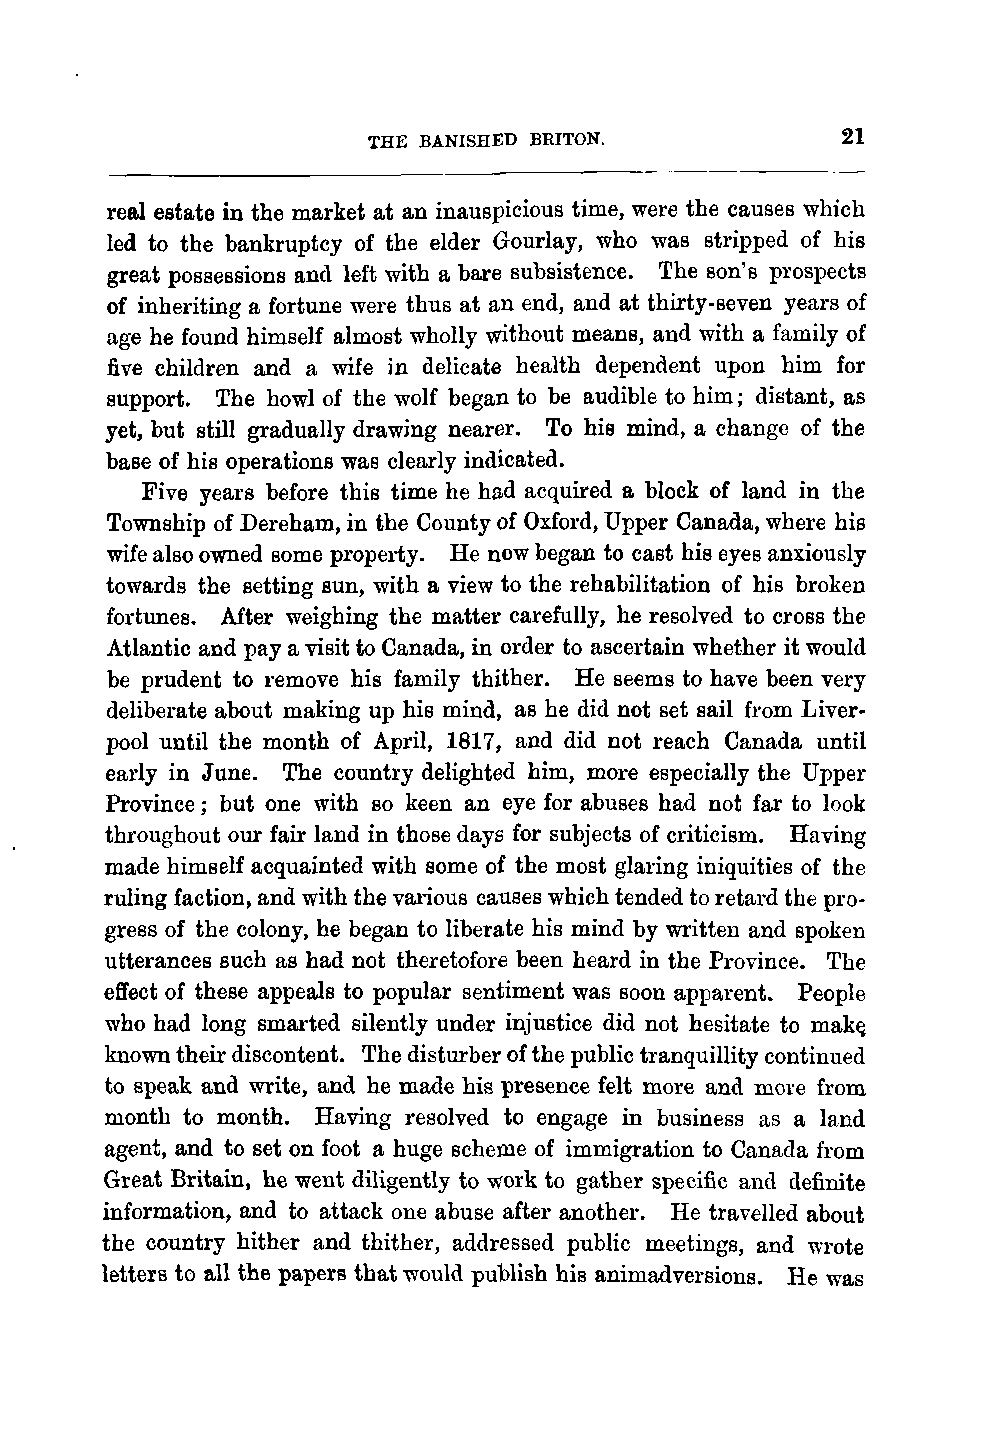 THE BANISHED BRITON. 21
real estate in the market at an inauspicious time, were the causes which
led to the bankruptcy of the elder Gourlay, who was stripped of his
great possessions and left with a bare subsistence. The son's prospects
of inheriting a fortune were thus at an end, and at thirty-seven years of
age he found himself almost wholly without means, and with a family of
five children and a wife in delicate health dependent upon him for
support. The howl of the wolf began to be audible to him; distant, as
yet, but still gradually drawing nearer. To his mind, a change of the
base of his operations was clearly indicated.
Five years before this time he had acquired a block of land in the
Township of Dereham, in the County of Oxford, Upper Canada, where his
wife also owned some property. He now began to cast his eyes anxiously
towards the setting sun, with a view to the rehabilitation of his broken
fortunes. After weighing the matter carefully, he resolved to cross the
Atlantic and pay a visit to Canada, in order to ascertain whether it would
be prudent to remove his family thither. He seems to have been very
deliberate about making up his mind, as he did not set sail from Liver-
pool until the month of April, 1817, and did not reach Canada until
early in June. The country delighted him, more especially the Upper
Province; but one with so keen an eye for abuses had not far to look
throughout our fair land in those days for subjects of criticism. Having
made himself acquainted with some of the most glaring iniquities of the
ruling faction, and with the various causes which tended to retard the pro-
gress of the colony, he began to liberate his mind by written and spoken
utterances such as had not theretofore been heard in the Province. The
effect of these appeals to popular sentiment was soon apparent. People
who had long smarted silently under injustice did not hesitate to make
known their discontent. The disturber of the public tranquillity continued
to speak and write, and he made his presence felt more and more from
month to month. Having resolved to engage in business as a land
agent, and to set on foot a huge scheme of immigration to Canada from
Great Britain, he went diligently to work to gather specific and definite
information, and to attack one abuse after another. He travelled about
the country hither and thither, addressed public meetings, and wrote
letters to all the papers that would publish his animadversions. He was